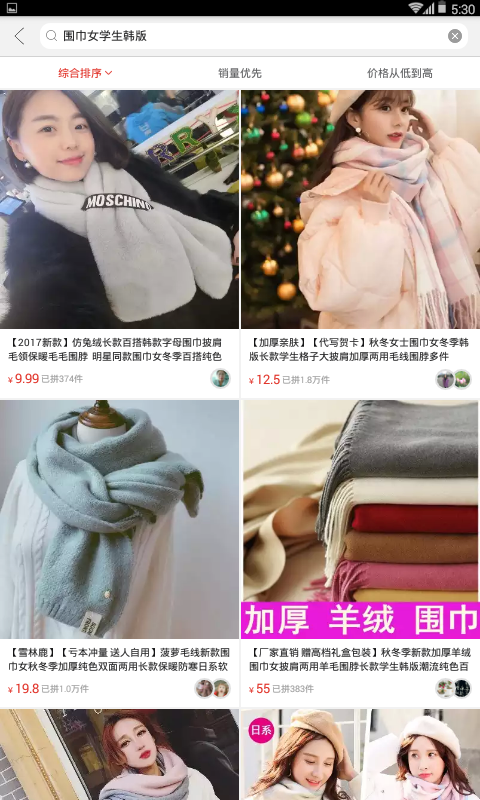 5:30
围巾女学生韩版
综合排序
销量优先
价格从低到高
MOSCHINO
【2017新款】仿兔绒长款百搭韩款字母围巾披肩
毛领保暖毛毛围脖 明星同款围巾女冬季百搭纯色
¥ 9.99 已拼374件
【加厚亲肤】【代写贺卡】秋冬女士围巾女冬季韩
版长款学生格子大披肩加厚两用毛线围脖多件
¥ 12.5 已拼1.8万件
加厚 羊绒 围巾
【雪林鹿】【亏本冲量 送人自用】菠萝毛线新款围
巾女秋冬季加厚纯色双面两用长款保暖防寒日系软
¥ 19.8 已拼1.0万件
【厂家直销 赠高档礼盒包装】秋冬季新款加厚羊绒
围巾女披肩两用羊毛围脖长款学生韩版潮流纯色百
¥ 55 已拼383件
日系